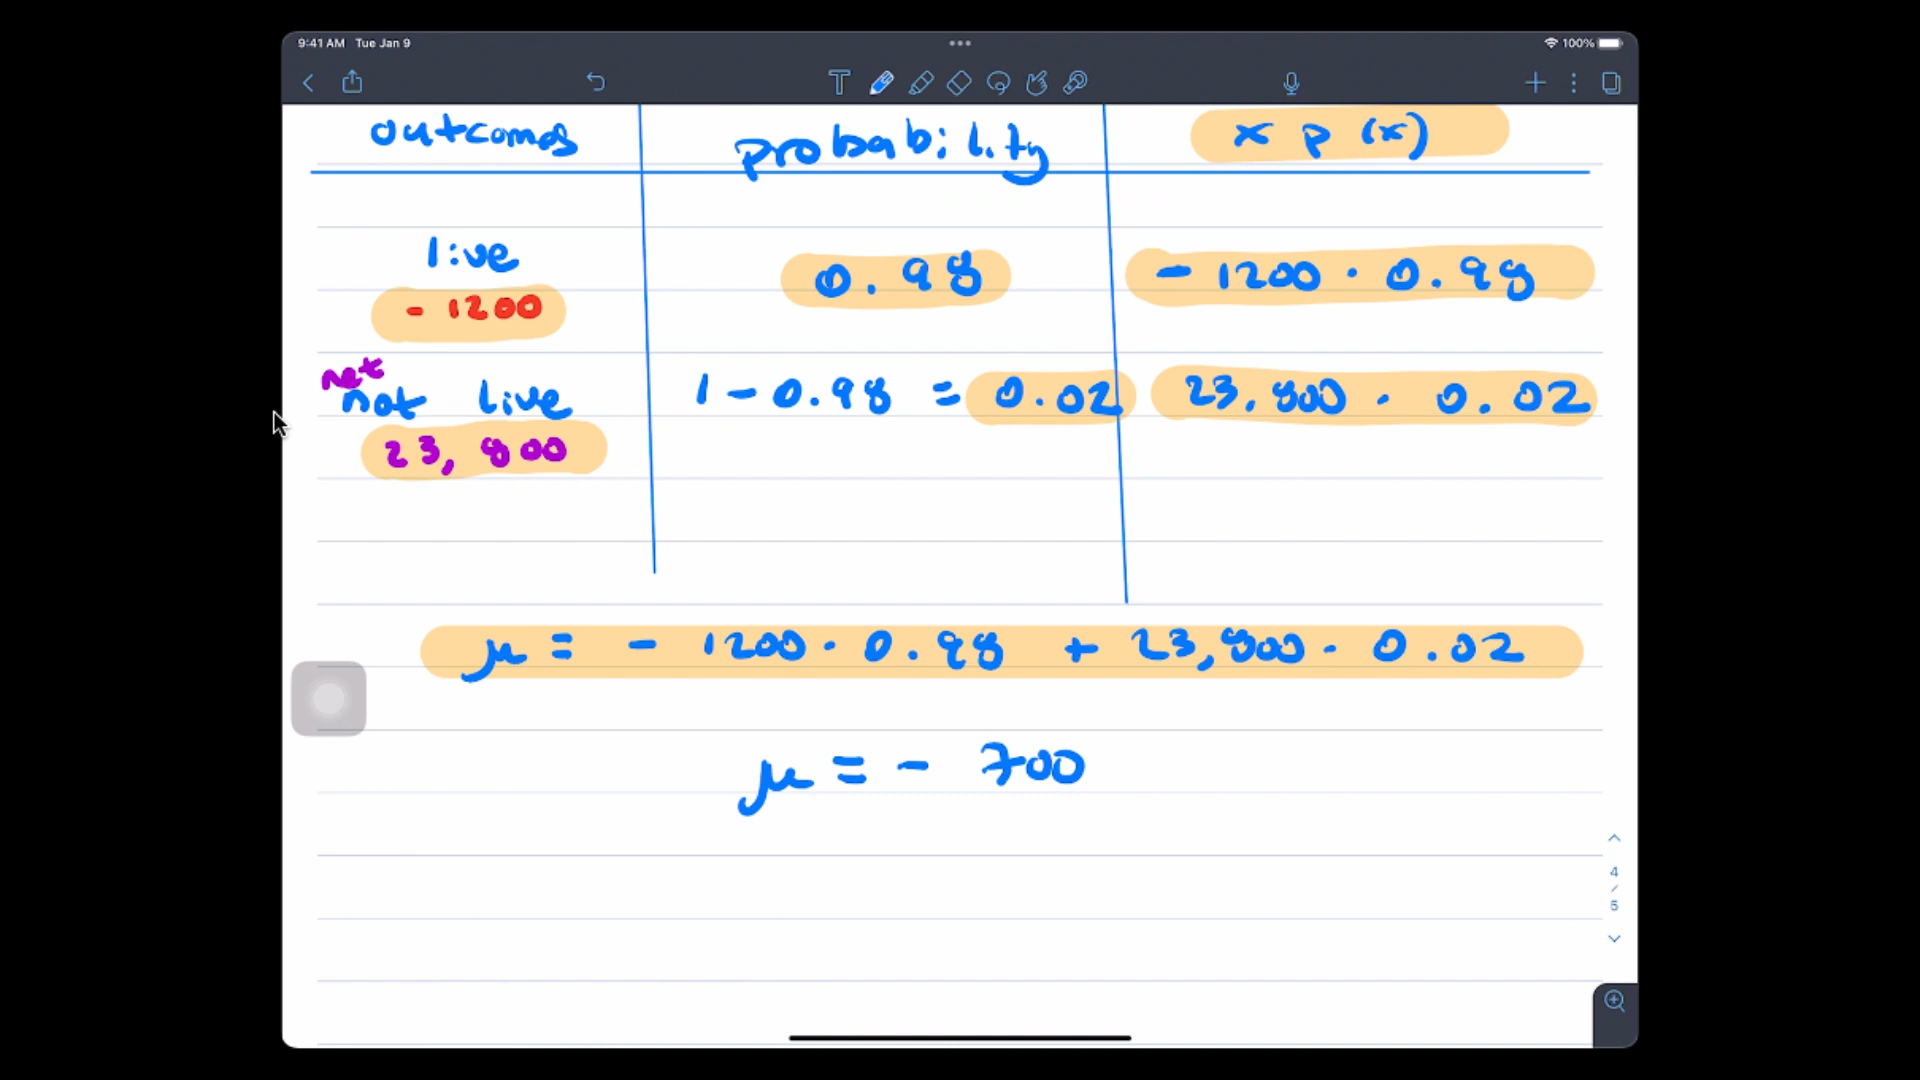 9:41 AM Tue Jan 9 100%
T
outcomes probability x p (x)
live 0.98 - 1200 · 0.98
- 1200
net
not live 1 - 0.98 = 0.02 23,800 · 0.02
23,800
μ = - 1200 · 0.98 + 23,800 · 0.02
μ = - 700
4
/
5